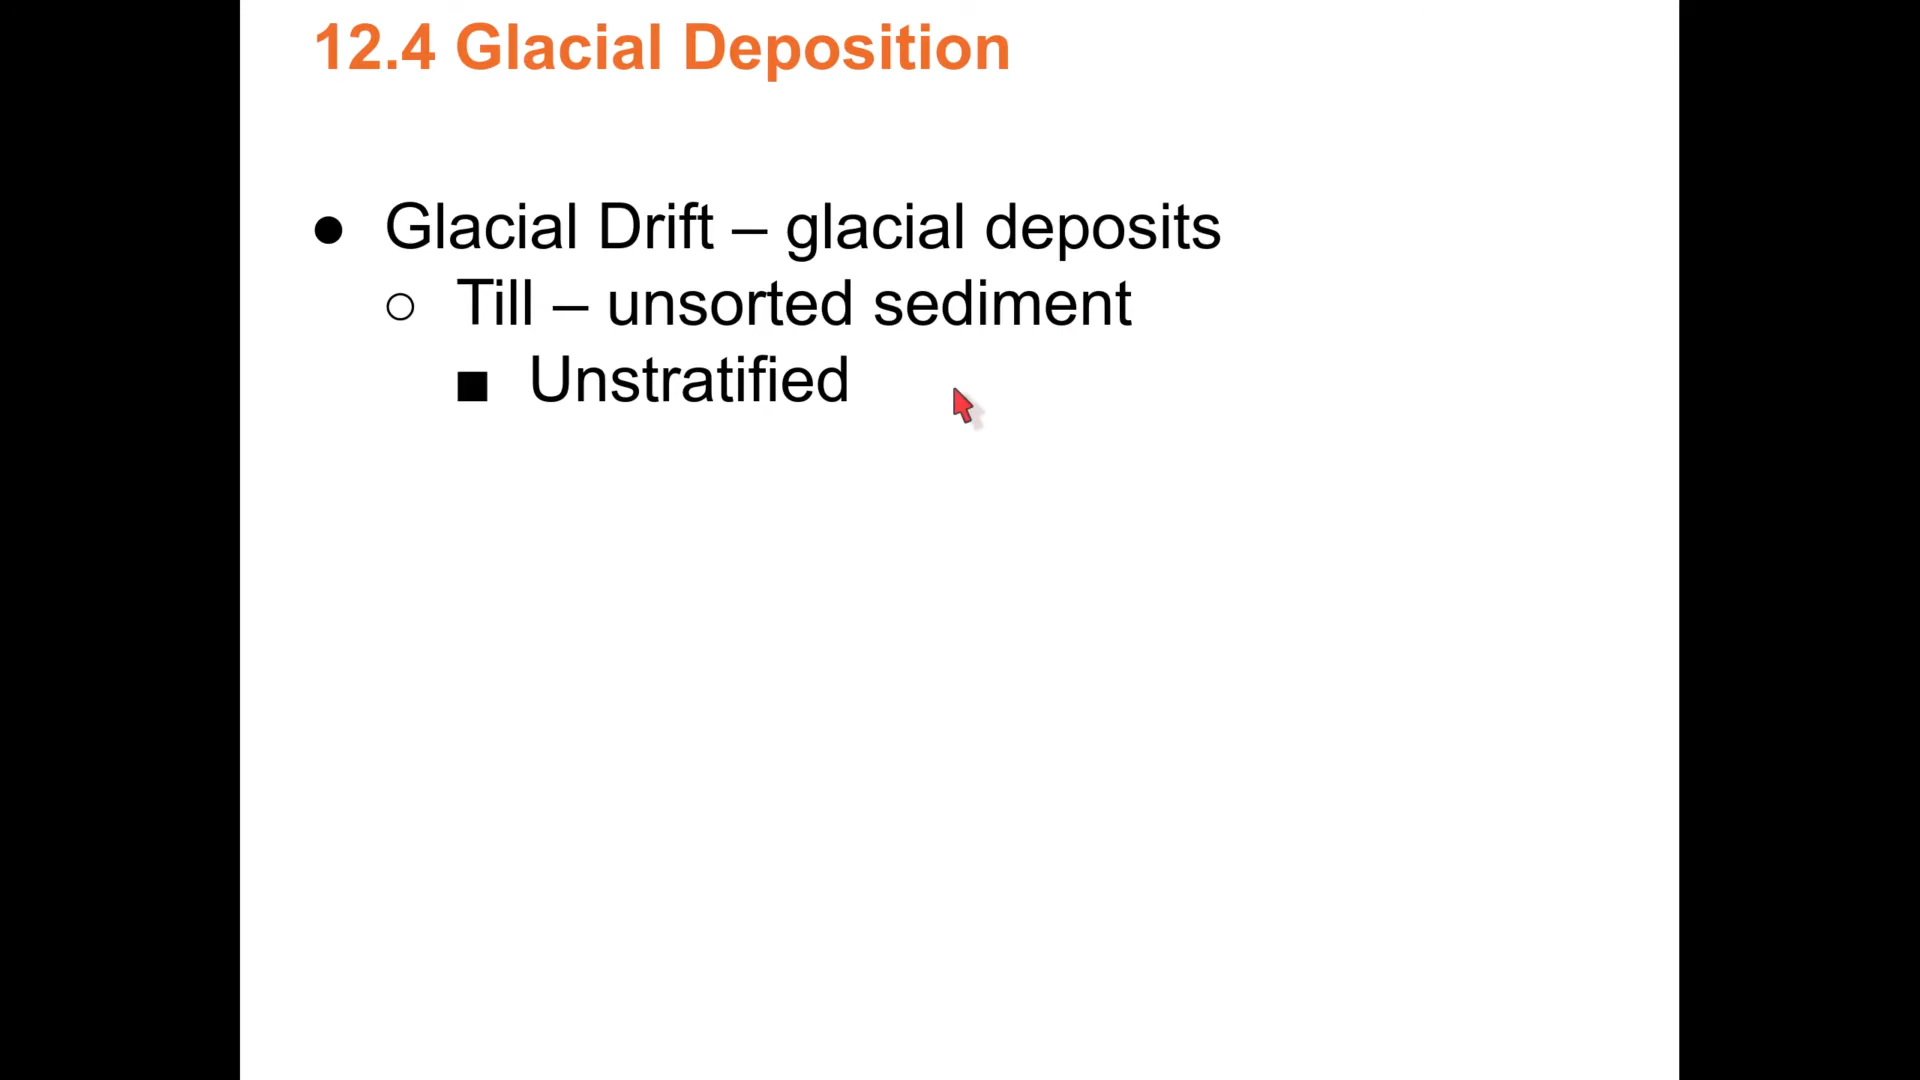 12.4 Glacial Deposition
● Glacial Drift – glacial deposits
○ Till – unsorted sediment
■ Unstratified